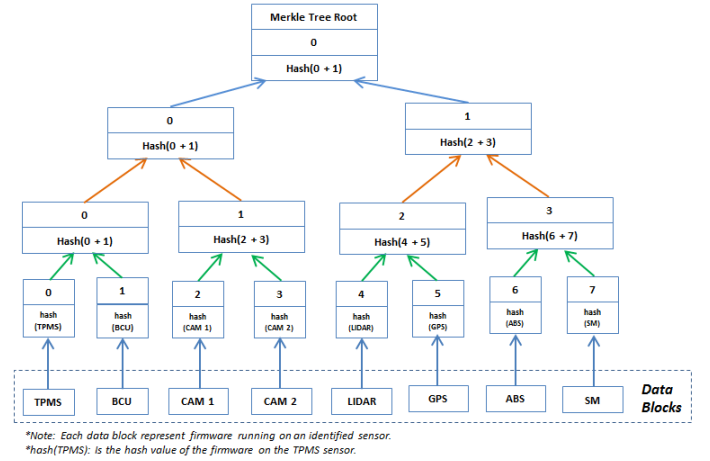 Merkle Tree Root
0
Hash(0 + 1)
0
Hash(0 + 1)
1
Hash(2 + 3)
0
Hash(0 + 1)
1
Hash(2 + 3)
2
Hash(4 + 5)
3
Hash(6 + 7)
0
hash
(TPMS)
1
hash
(BCU)
2
hash
(CAM 1)
3
hash
(CAM 2)
4
hash
(LIDAR)
5
hash
(GPS)
6
hash
(ABS)
7
hash
(SM)
TPMS
BCU
CAM 1
CAM 2
LIDAR
GPS
ABS
SM
Data
Blocks
*Note: Each data block represent firmware running on an identified sensor.
*hash(TPMS): Is the hash value of the firmware on the TPMS sensor.